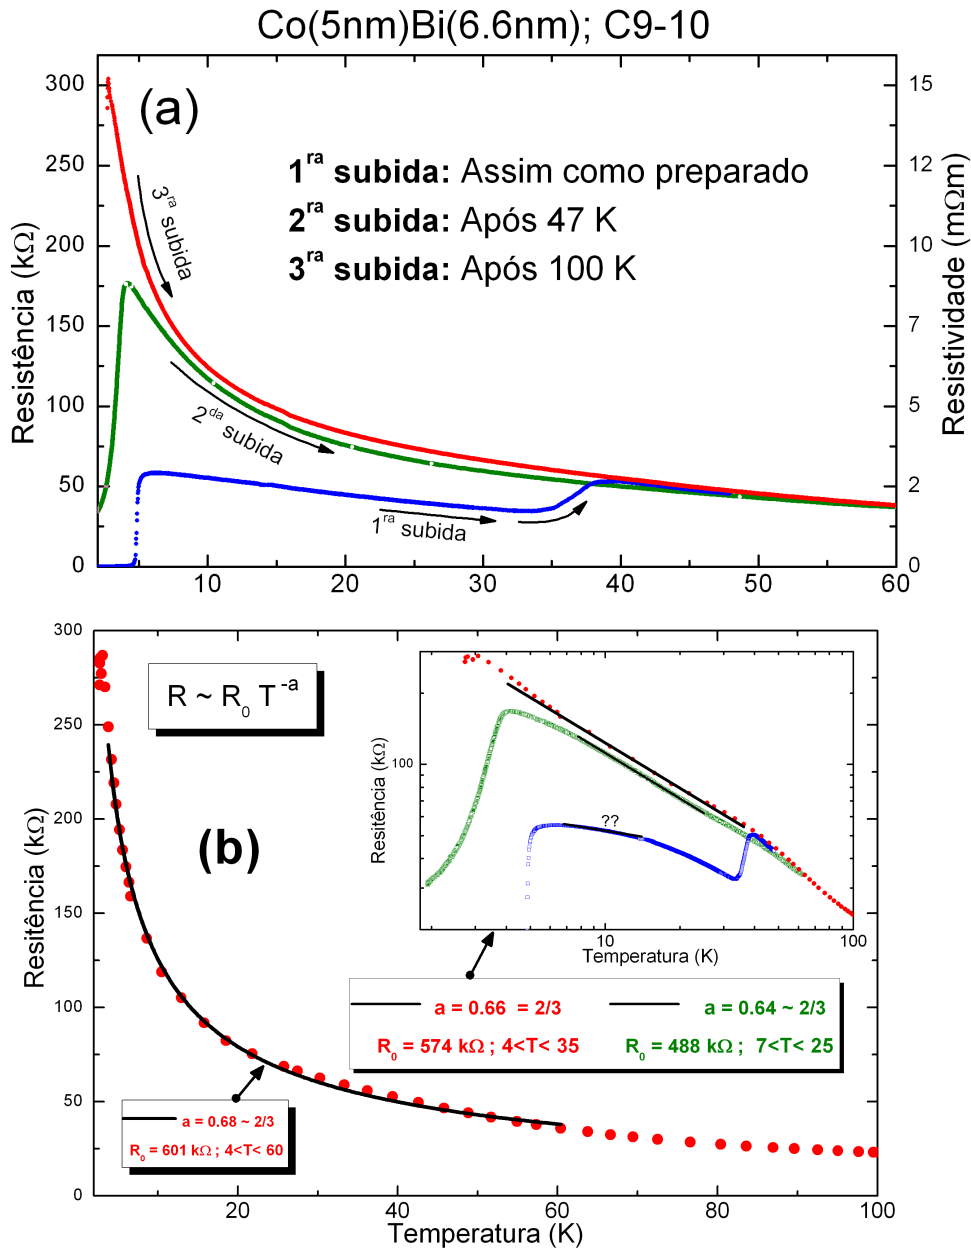 Co(5nm)Bi(6.6nm); C9-10
300
250
200
150
100
50
0
Resistência (kΩ)
(a)
1ra subida: Assim como preparado
2ra subida: Após 47 K
3ra subida: Após 100 K
3ra subida
2da subida
1ra subida
15
12
10
7
5
2
0
Resistividade (mΩm)
10
20
30
40
50
60
300
250
200
150
100
50
0
Resitência (kΩ)
R ~ R0 T -a
(b)
Resitência (kΩ)
100
??
10
100
Temperatura (K)
a = 0.66 = 2/3
R0 = 574 kΩ ; 4<T< 35
a = 0.64 ~ 2/3
R0 = 488 kΩ ; 7<T< 25
a = 0.68 ~ 2/3
R0 = 601 kΩ ; 4<T< 60
20
40
60
80
100
Temperatura (K)